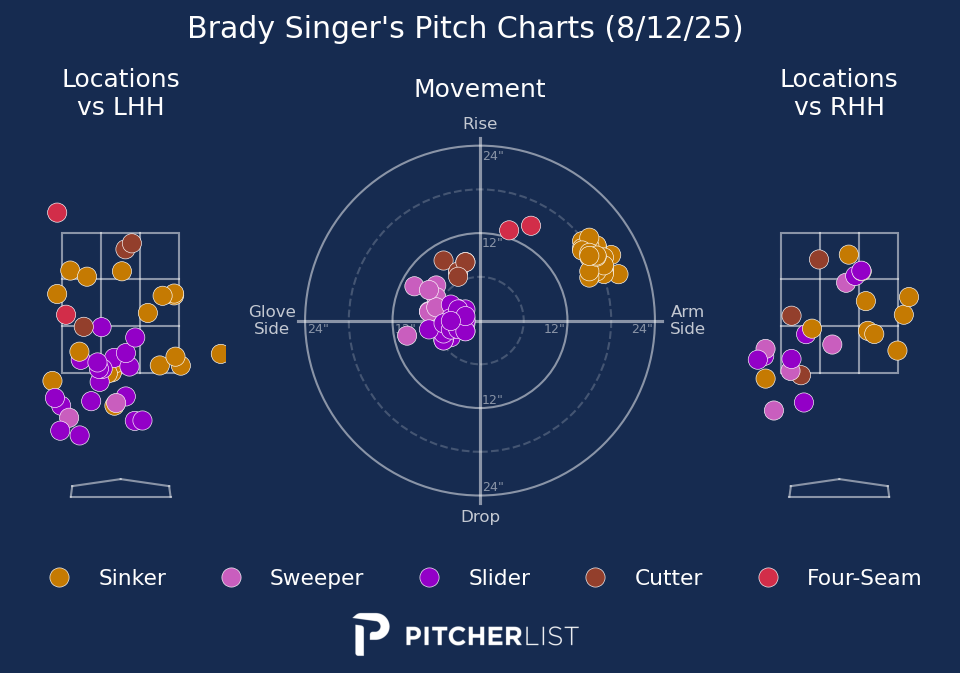 Brady Singer's Pitch Charts (8/12/25)
Locations
vs LHH
Movement
Locations
vs RHH
Rise
24"
12"
Glove
Side
24"
12"
12"
24"
Arm
Side
12"
24"
Drop
Sinker
Sweeper
Slider
Cutter
Four-Seam
PITCHERLIST